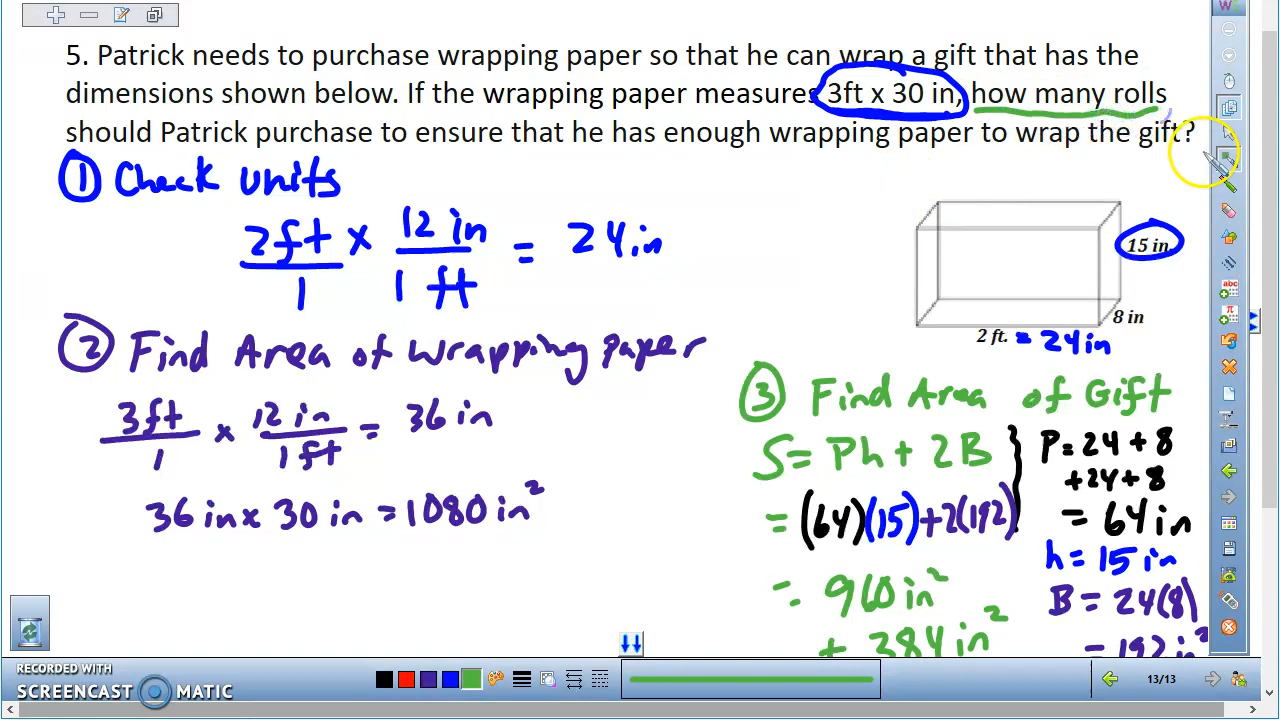 5. Patrick needs to purchase wrapping paper so that he can wrap a gift that has the
dimensions shown below. If the wrapping paper measures 3ft x 30 in, how many rolls
should Patrick purchase to ensure that he has enough wrapping paper to wrap the gift?
① Check Units
2ft/1 x 12 in/1 ft = 24 in
15 in
8 in
2 ft. = 24 in
② Find Area of Wrapping Paper
3ft/1 x 12 in/1 ft = 36 in
36 in x 30 in = 1080 in²
③ Find Area of Gift
S = Ph + 2B
= (64)(15) + 2(192)
= 960 in²
+ 384 in²
P = 24 + 8
+ 24 + 8
= 64 in
h = 15 in
B = 24(8)
= 192 in²
abc
π
RECORDED WITH
SCREENCAST MATIC
13/13